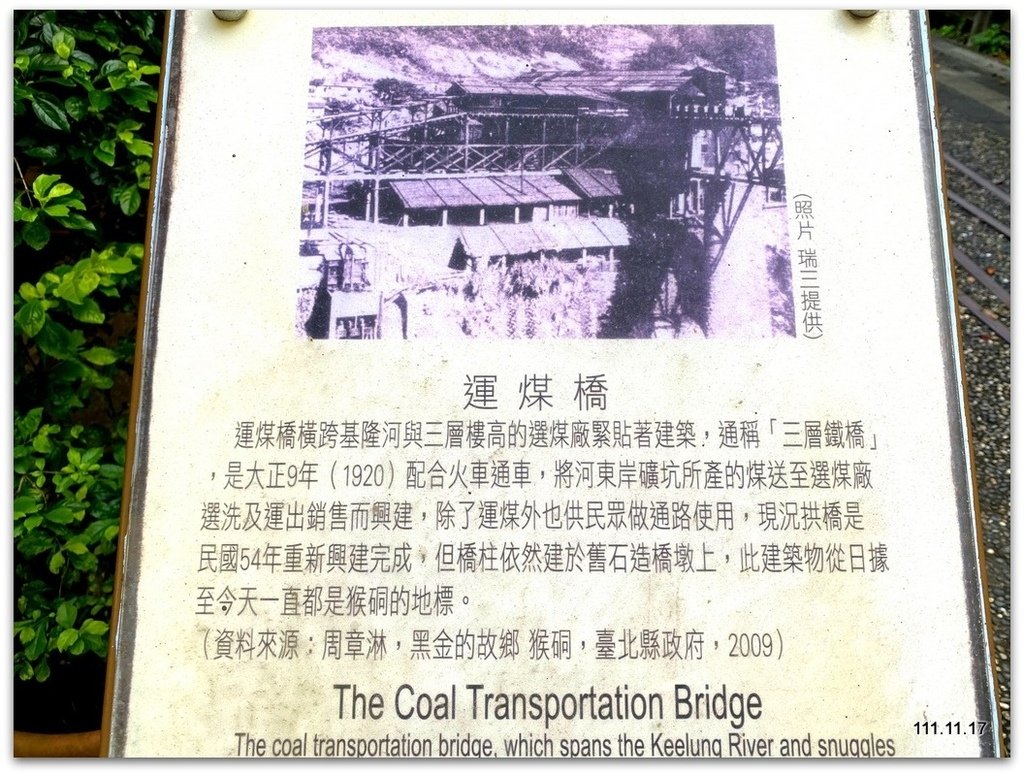 (照片 瑞三提供)
運煤橋
運煤橋橫跨基隆河與三層樓高的選煤廠緊貼著建築，通稱「三層鐵橋」
，是大正9年（1920）配合火車通車，將河東岸礦坑所產的煤送至選煤廠
選洗及運出銷售而興建，除了運煤外也供民眾做通路使用，現況拱橋是
民國54年重新興建完成，但橋柱依然建於舊石造橋墩上，此建築物從日據
至今天一直都是猴硐的地標。
（資料來源：周章淋，黑金的故鄉 猴硐，臺北縣政府，2009）
The Coal Transportation Bridge
The coal transportation bridge, which spans the Keelung River and snuggles
111.11.17